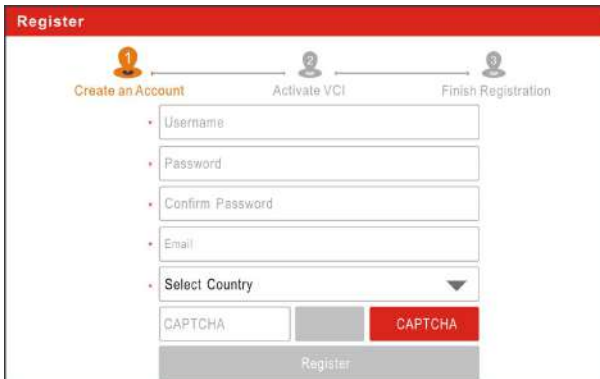 Register
1 2 3
Create an Account Activate VCI Finish Registration
* Username
* Password
* Confirm Password
* Email
* Select Country
CAPTCHA CAPTCHA
Register